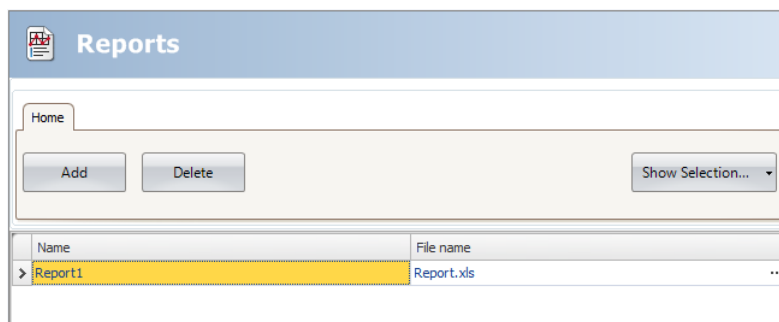 Reports
Home
Add Delete Show Selection...
Name File name
Report1 Report.xls ...